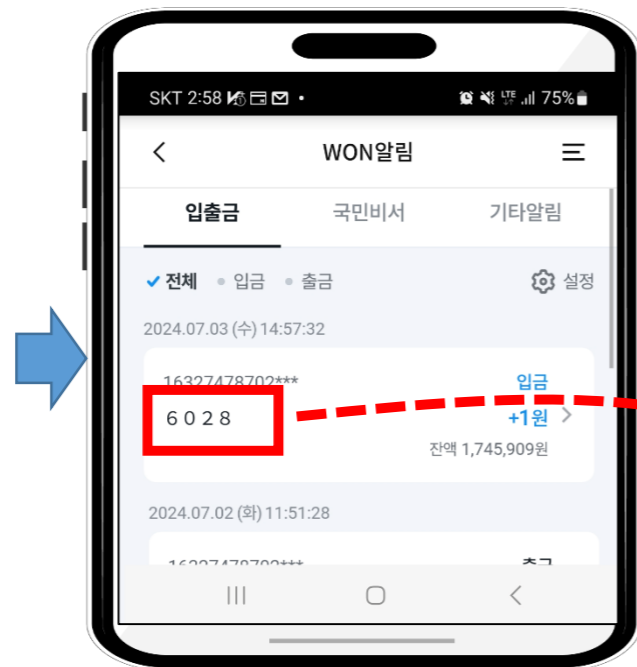 SKT 2:58 LTE 75%
WON알림
입출금 국민비서 기타알림
전체 입금 출금 설정
2024.07.03 (수) 14:57:32
16327478702*** 입금
6028 +1원
잔액 1,745,909원
2024.07.02 (화) 11:51:28
16327478702***